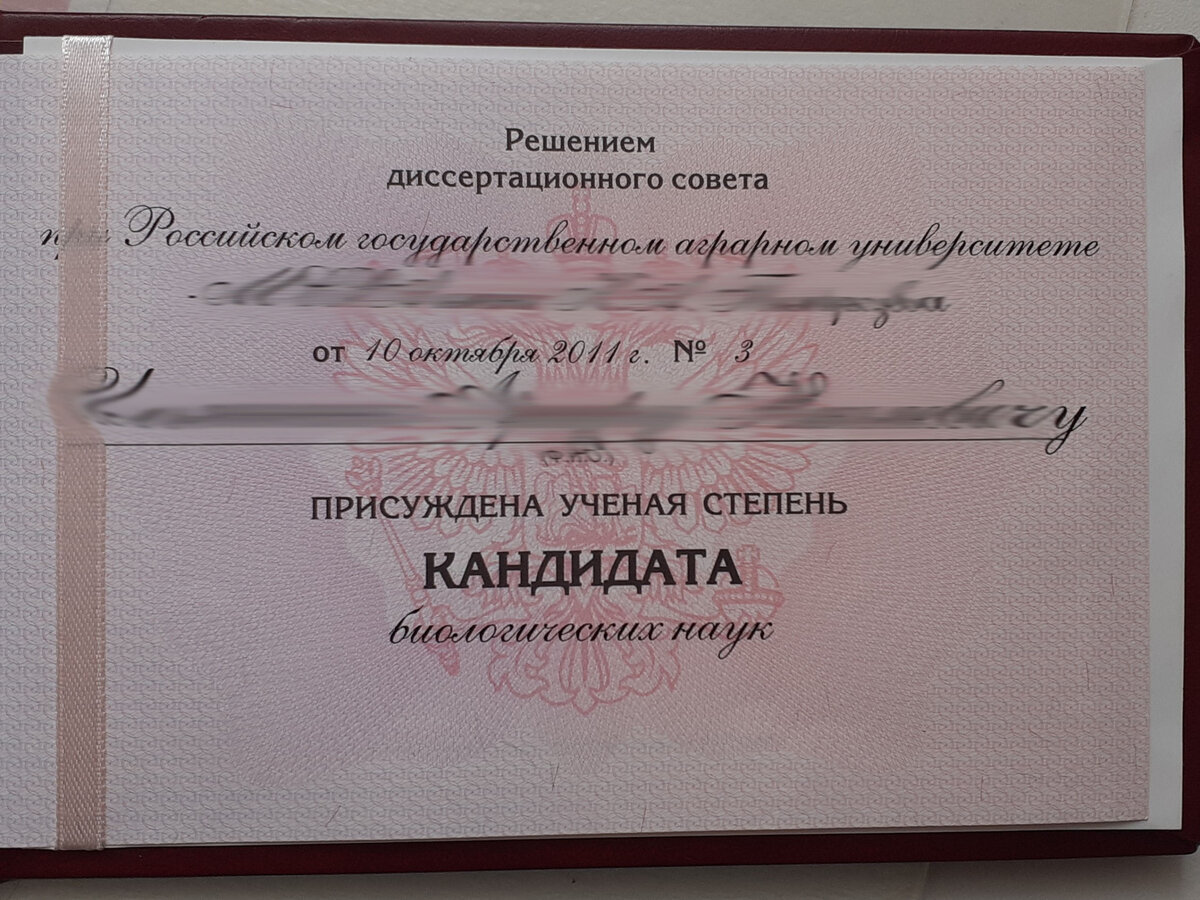 Решением
диссертационного совета
при Российском государственном аграрном университете
от 10 октября 2011 г. № 3
ПРИСУЖДЕНА УЧЕНАЯ СТЕПЕНЬ
КАНДИДАТА
биологических наук